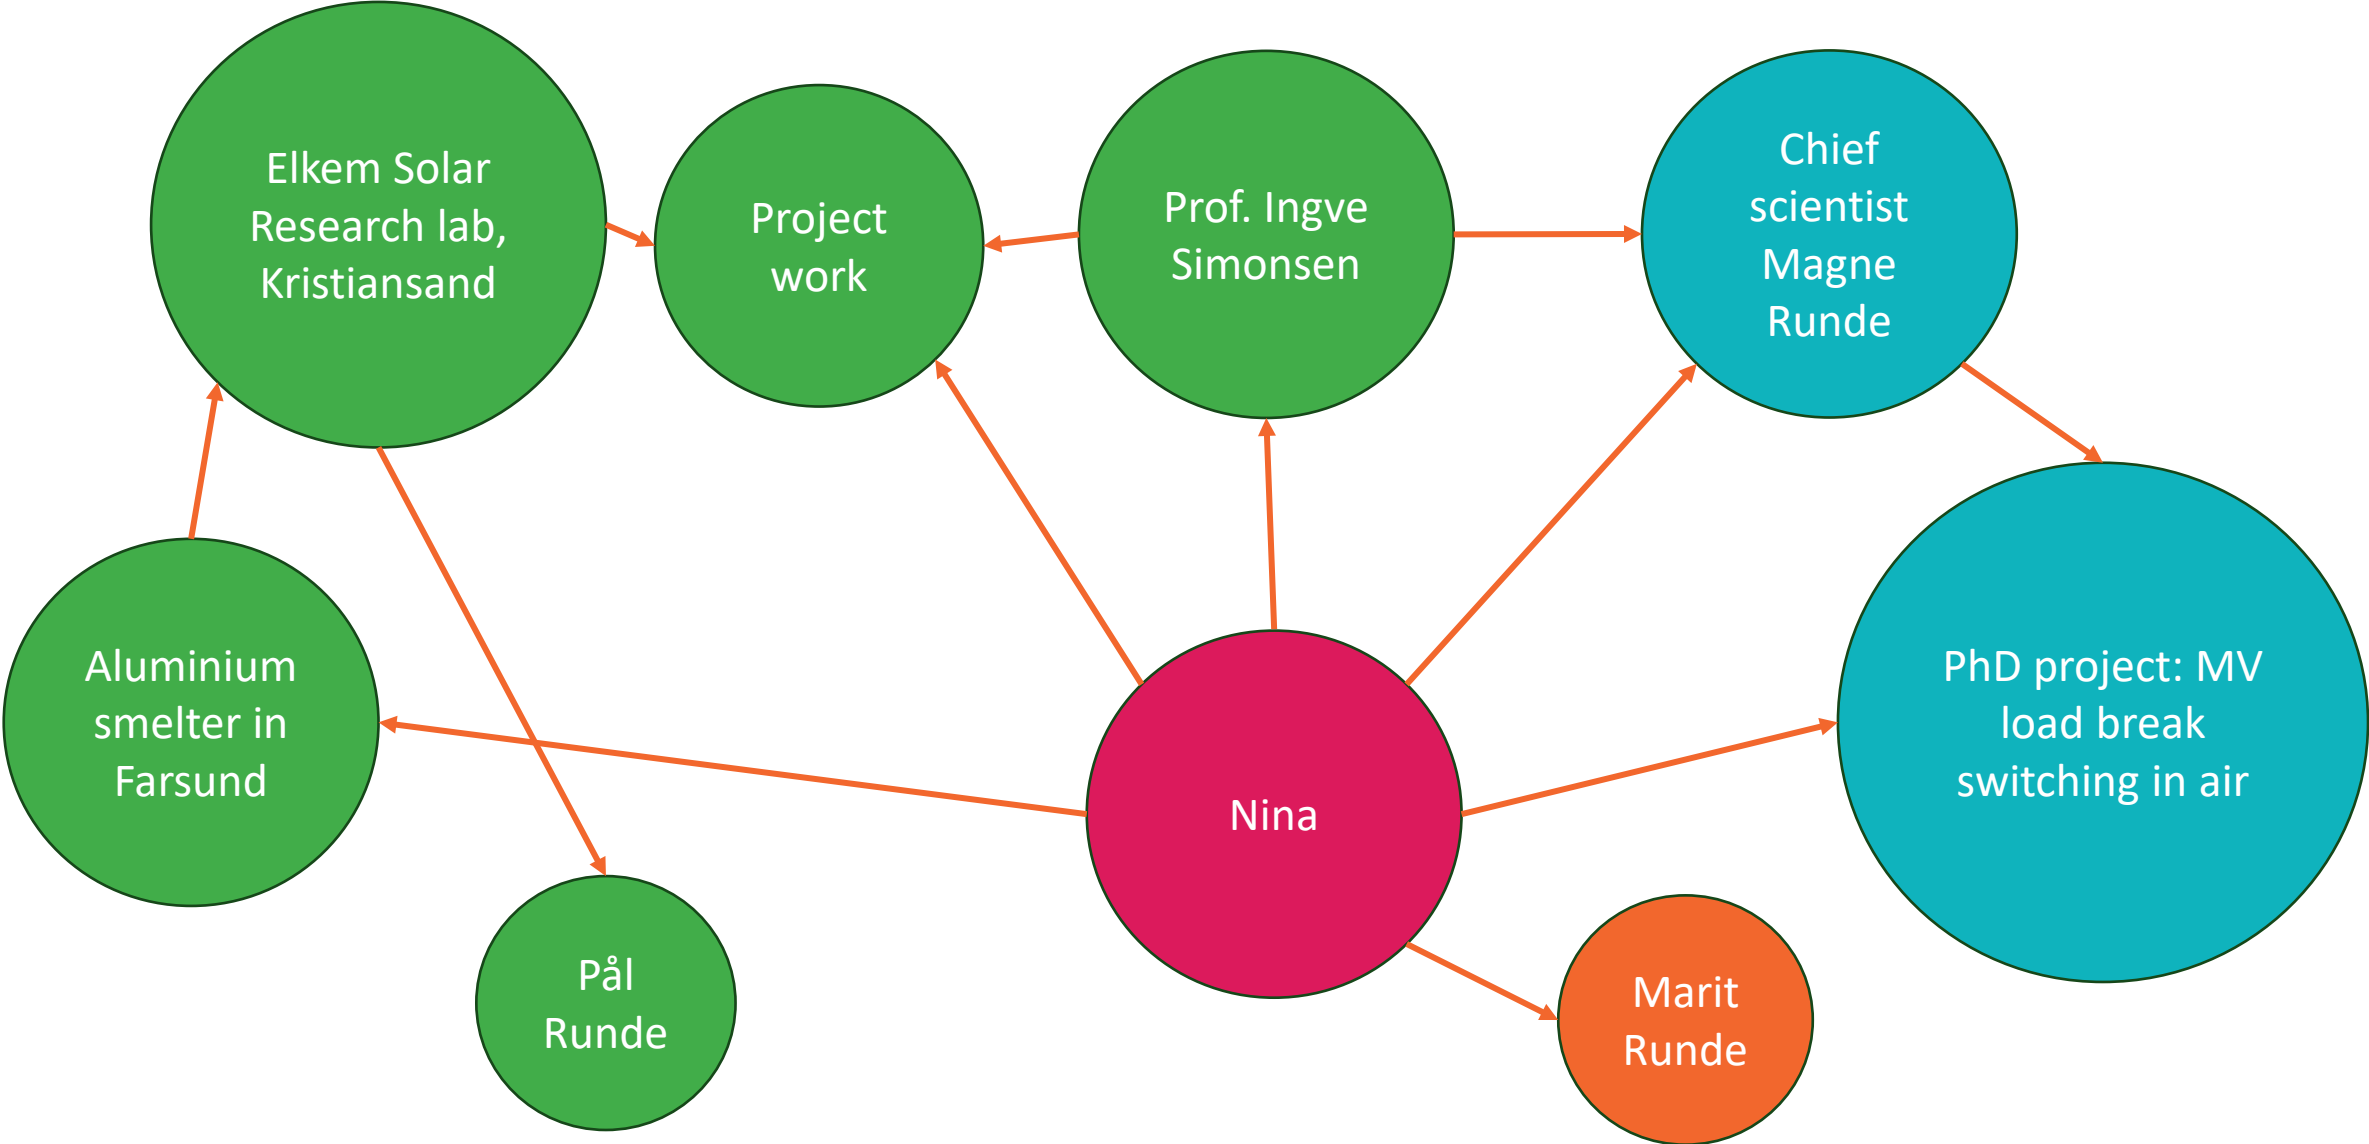 Elkem Solar
Research lab,
Kristiansand
Project
work
Prof. Ingve
Simonsen
Chief
scientist
Magne
Runde
Aluminium
smelter in
Farsund
Nina
PhD project: MV
load break
switching in air
Pål
Runde
Marit
Runde